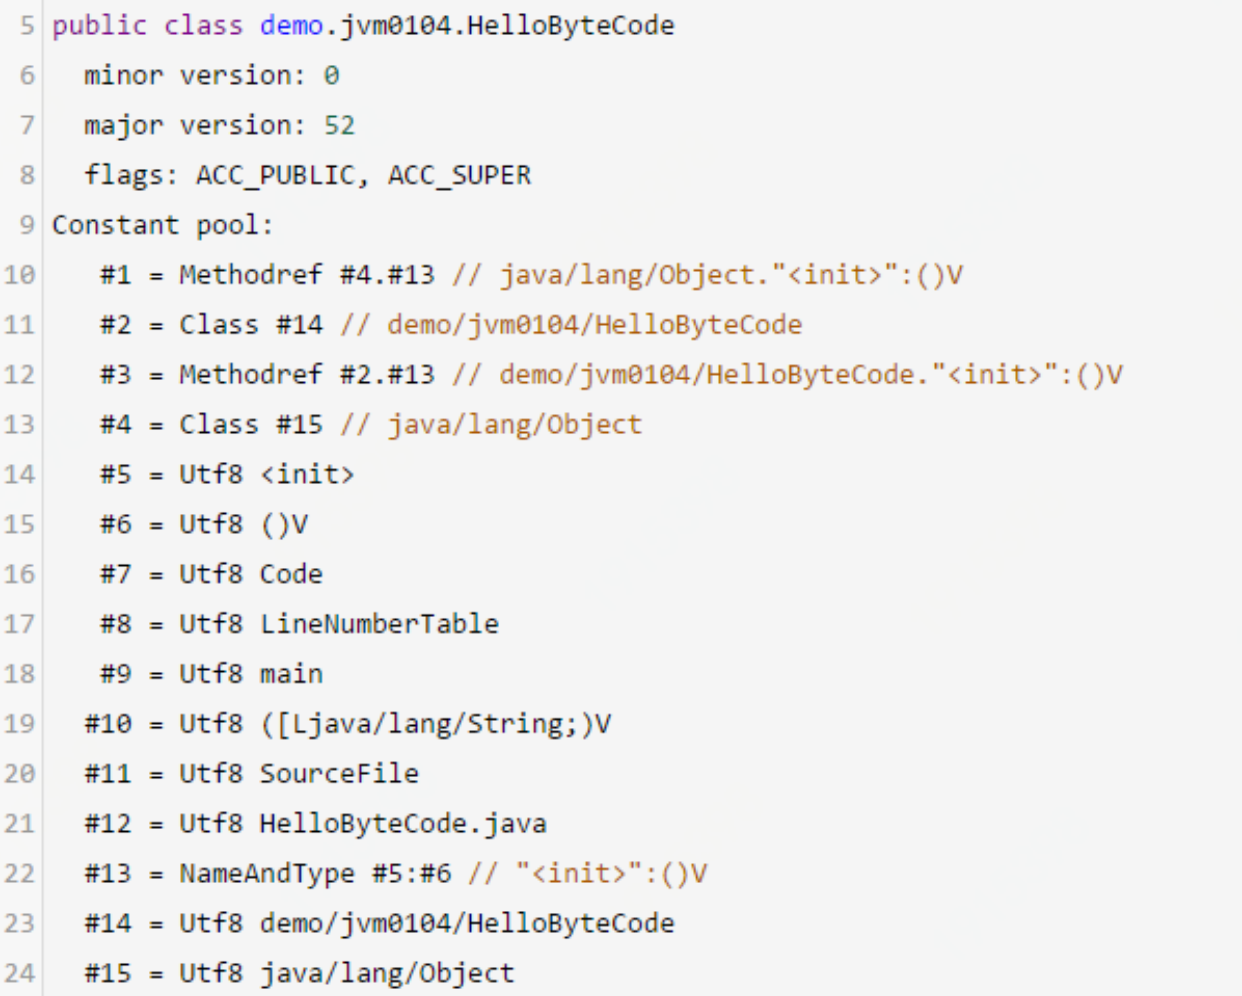 5 public class demo.jvm0104.HelloByteCode
6   minor version: 0
7   major version: 52
8   flags: ACC_PUBLIC, ACC_SUPER
9 Constant pool:
10    #1 = Methodref #4.#13 // java/lang/Object."<init>":()V
11    #2 = Class #14 // demo/jvm0104/HelloByteCode
12    #3 = Methodref #2.#13 // demo/jvm0104/HelloByteCode."<init>":()V
13    #4 = Class #15 // java/lang/Object
14    #5 = Utf8 <init>
15    #6 = Utf8 ()V
16    #7 = Utf8 Code
17    #8 = Utf8 LineNumberTable
18    #9 = Utf8 main
19   #10 = Utf8 ([Ljava/lang/String;)V
20   #11 = Utf8 SourceFile
21   #12 = Utf8 HelloByteCode.java
22   #13 = NameAndType #5:#6 // "<init>":()V
23   #14 = Utf8 demo/jvm0104/HelloByteCode
24   #15 = Utf8 java/lang/Object